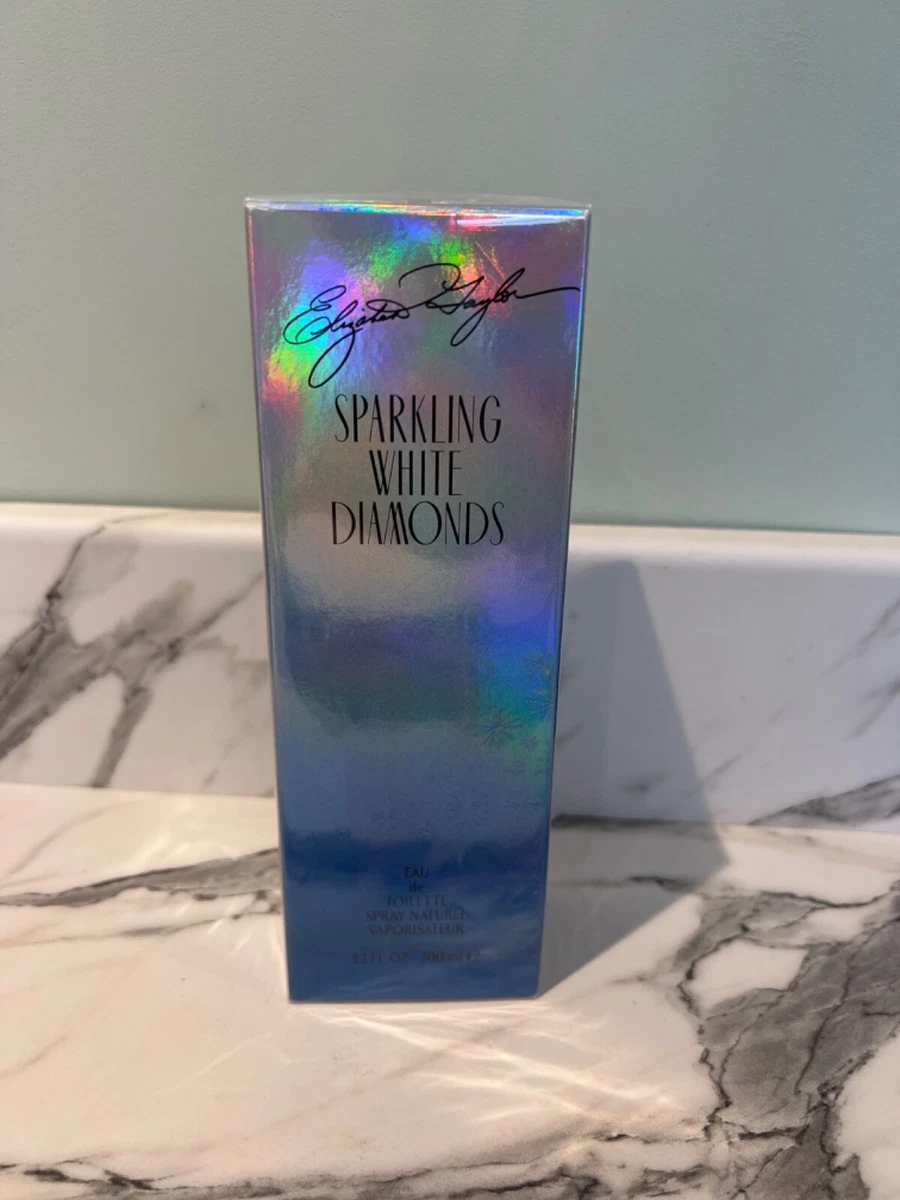 Elizabeth Taylor
SPARKLING
WHITE
DIAMONDS
EAU
de
TOILETTE
SPRAY NATUREL
VAPORISATEUR
3.3 FL OZ 100 ml ℮